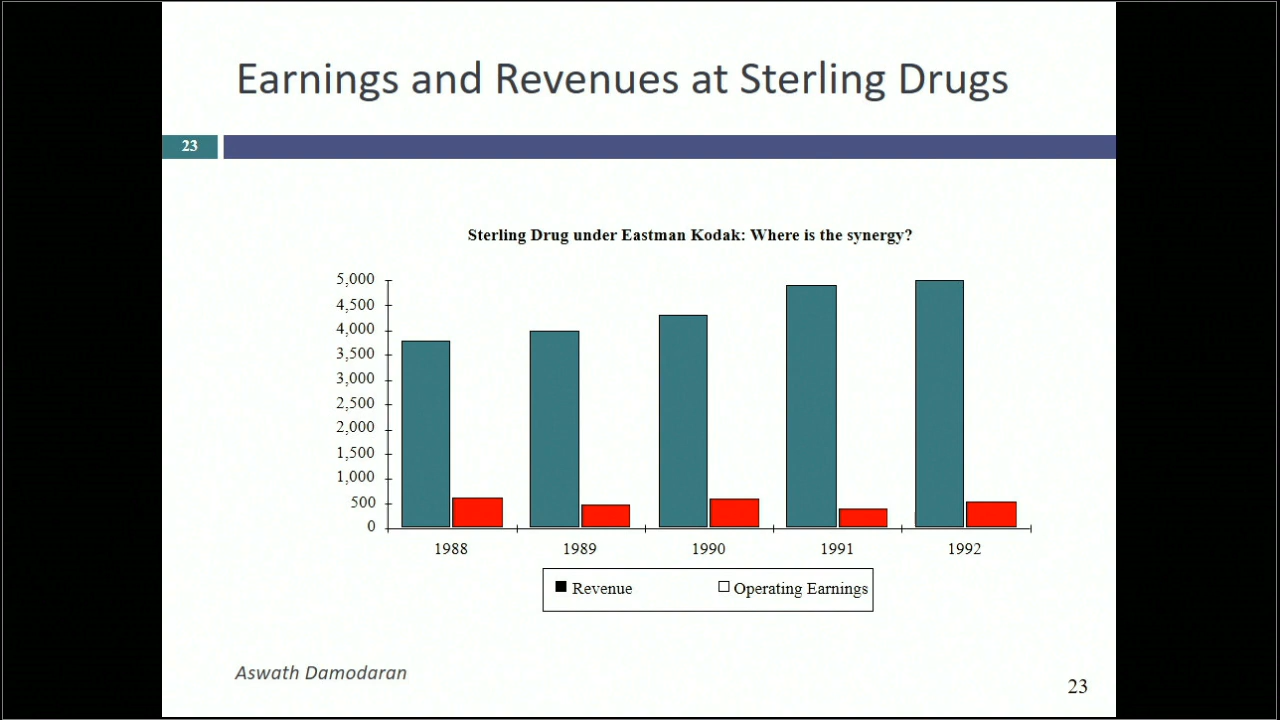 Earnings and Revenues at Sterling Drugs
23
Sterling Drug under Eastman Kodak: Where is the synergy?
5,000
4,500
4,000
3,500
3,000
2,500
2,000
1,500
1,000
500
0
1988 1989 1990 1991 1992
Revenue Operating Earnings
Aswath Damodaran
23